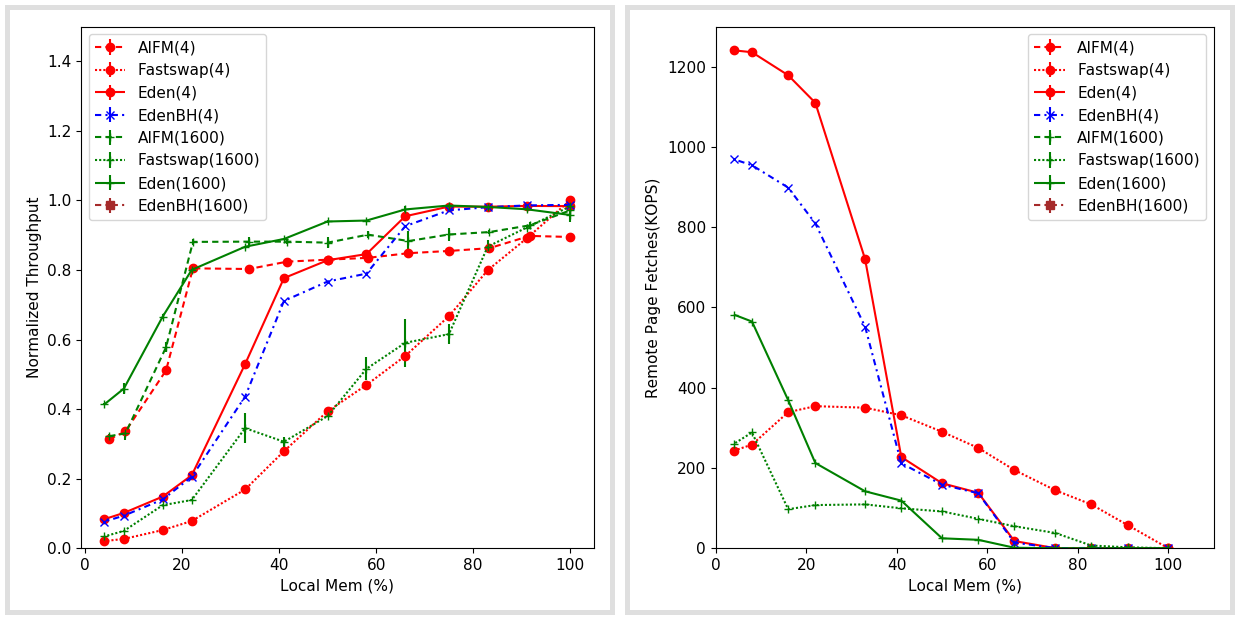 1.4
1.2
1.0
0.8
0.6
0.4
0.2
0.0
Normalized Throughput
AIFM(4)
Fastswap(4)
Eden(4)
EdenBH(4)
AIFM(1600)
Fastswap(1600)
Eden(1600)
EdenBH(1600)
0 20 40 60 80 100
Local Mem (%)
1200
1000
800
600
400
200
0
Remote Page Fetches(KOPS)
AIFM(4)
Fastswap(4)
Eden(4)
EdenBH(4)
AIFM(1600)
Fastswap(1600)
Eden(1600)
EdenBH(1600)
0 20 40 60 80 100
Local Mem (%)